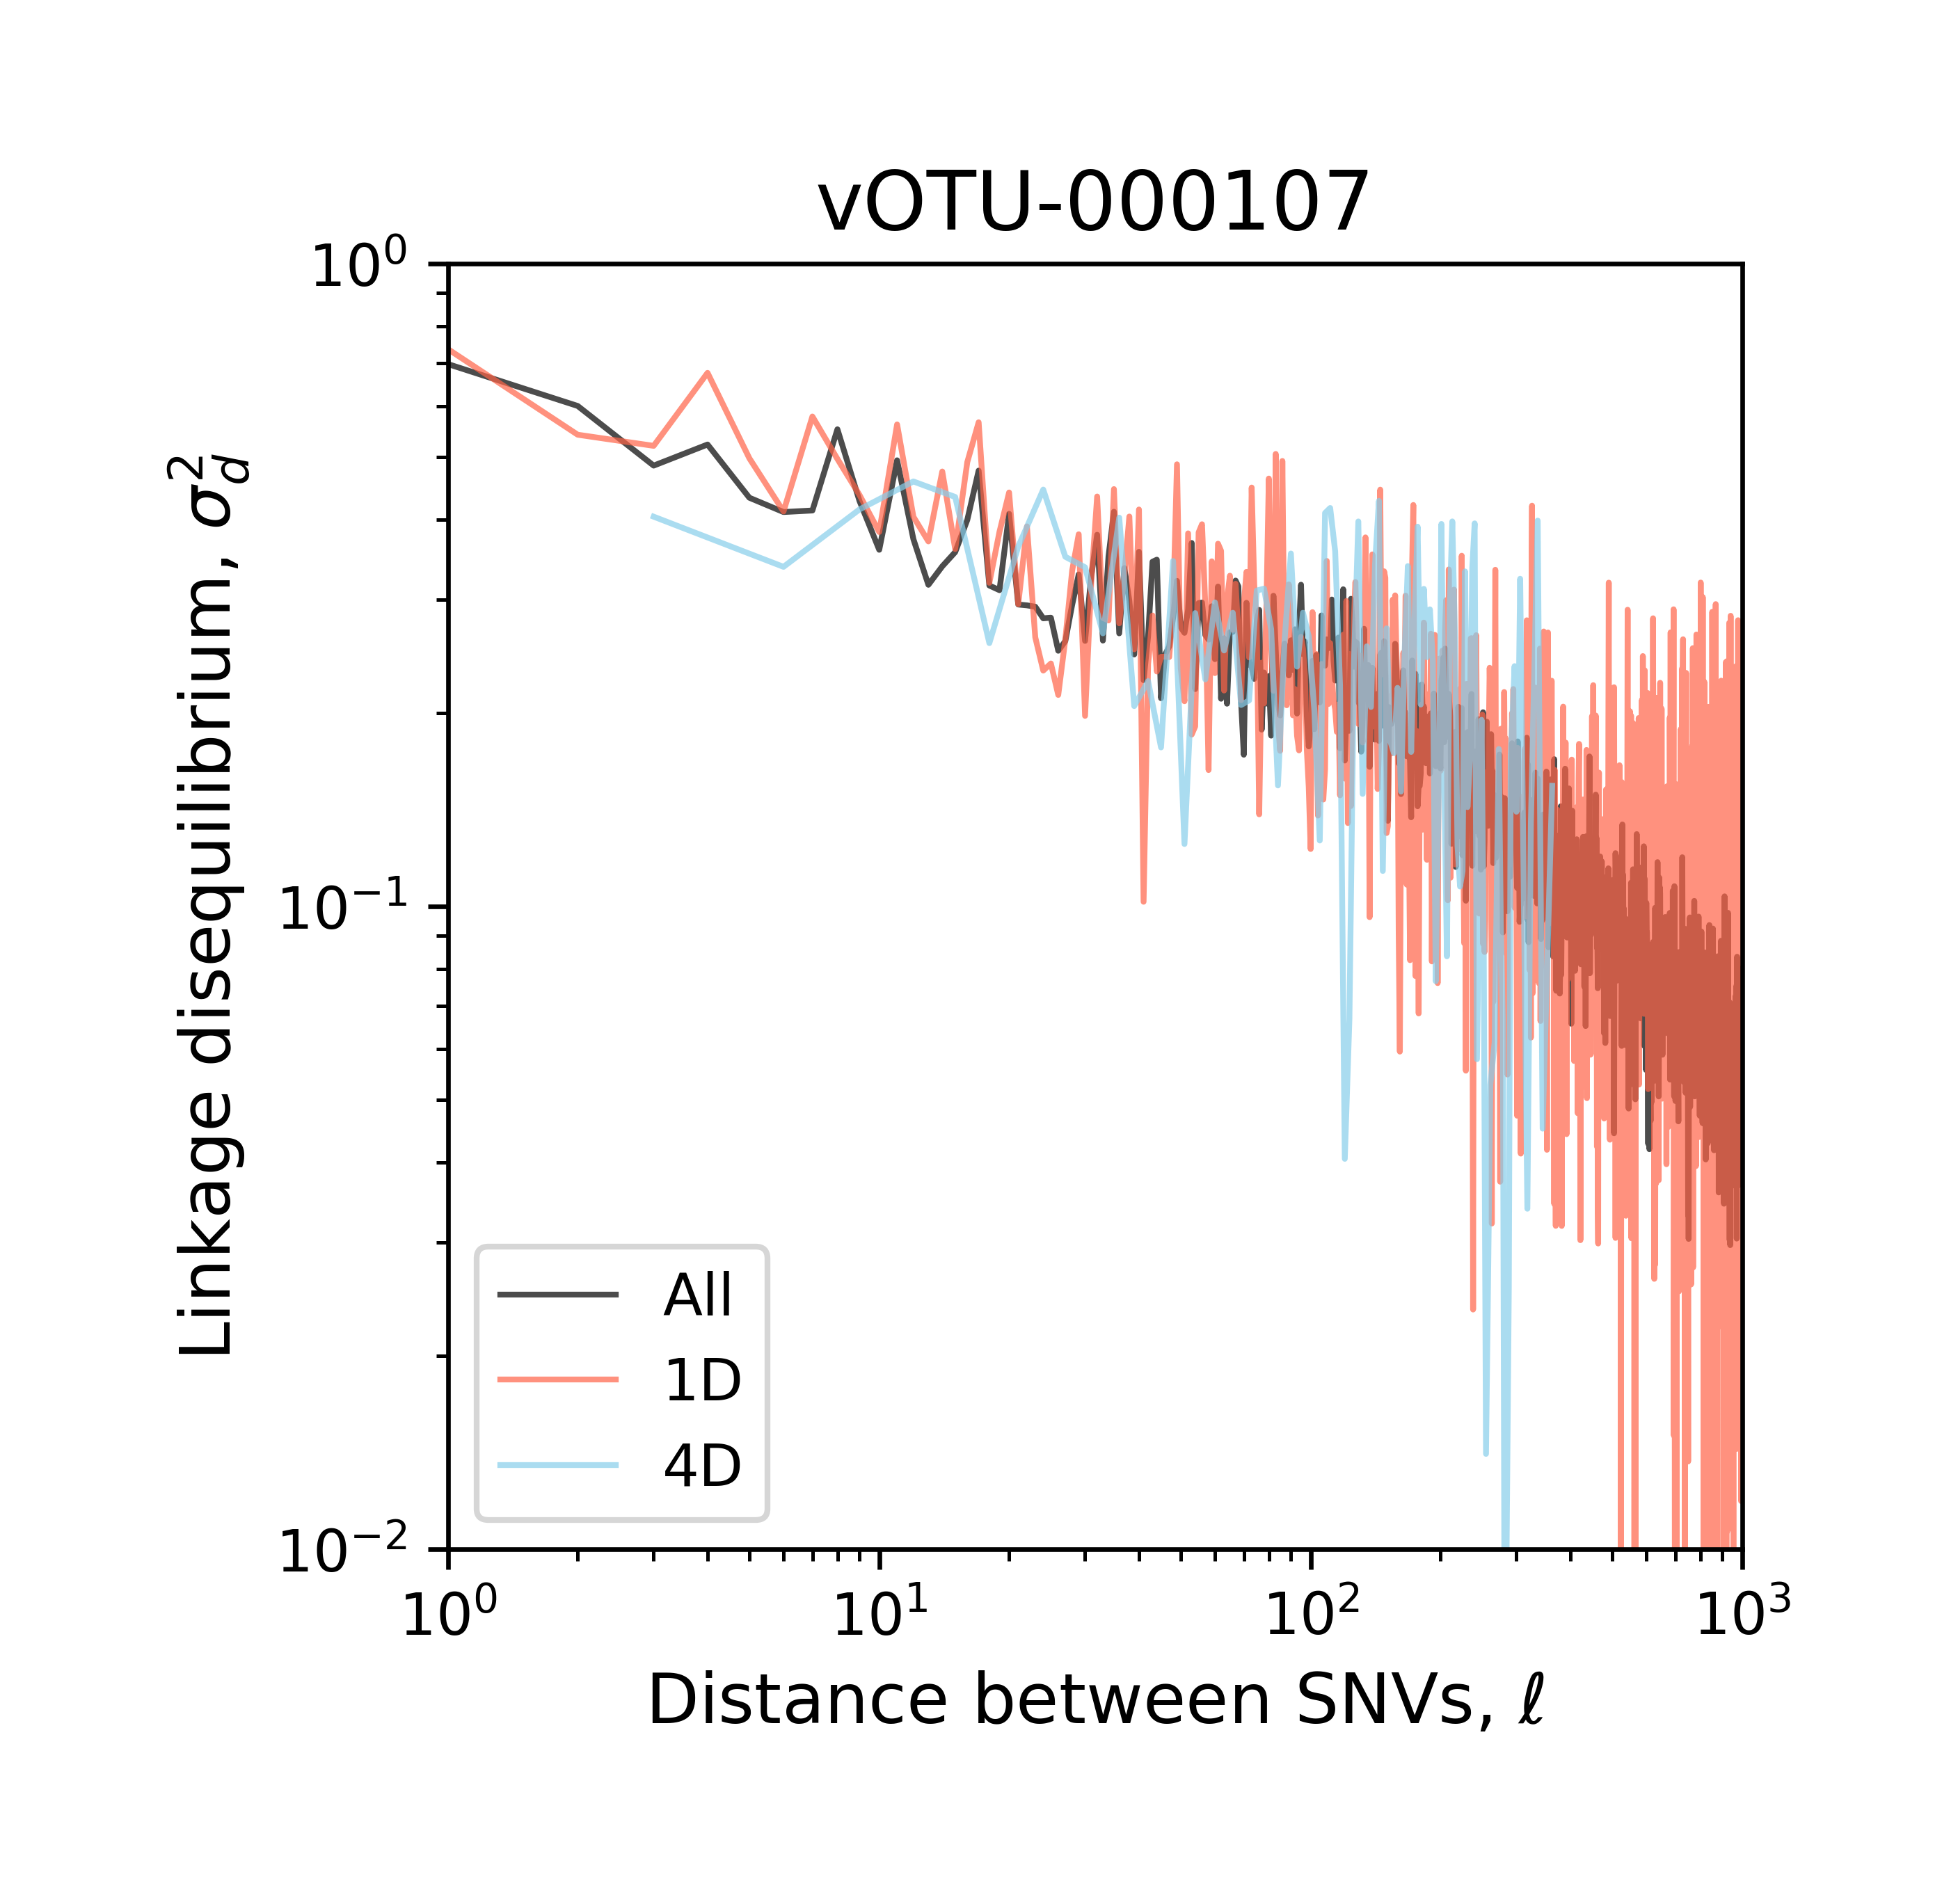 vOTU-000107
Linkage disequilibrium, σ_d^2
10^0
10^-1
10^-2
All
1D
4D
10^0 10^1 10^2 10^3
Distance between SNVs, ℓ